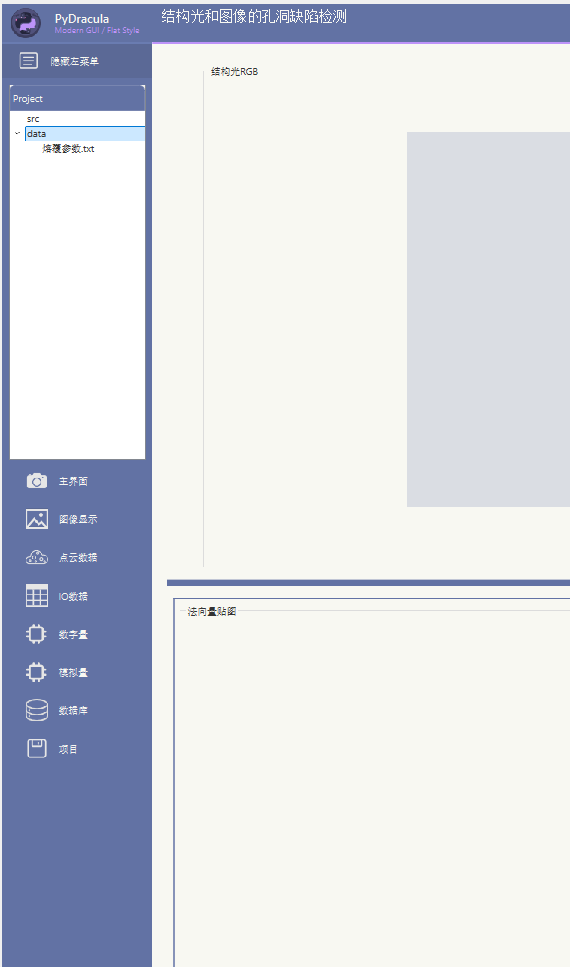 PyDracula
Modern GUI / Flat Style
结构光和图像的孔洞缺陷检测
隐藏左菜单
Project
src
data
熔覆参数.txt
主界面
图像显示
点云数据
IO数据
数字量
模拟量
数据库
项目
结构光RGB
法向量贴图